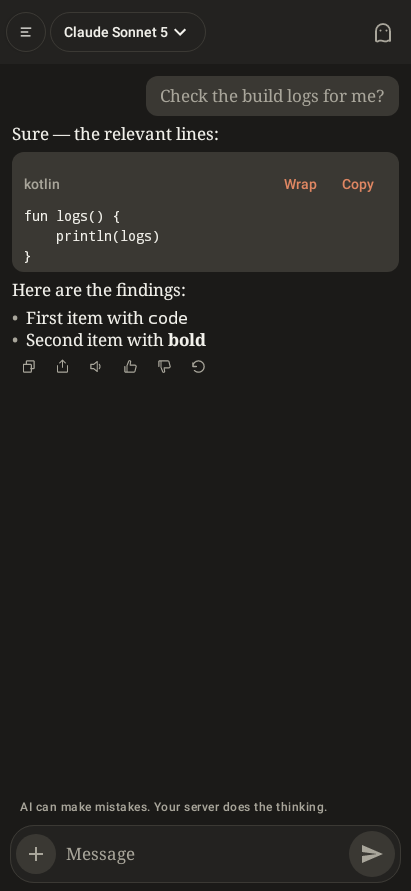 Claude Sonnet 5
Check the build logs for me?
Sure — the relevant lines:
kotlin Wrap Copy
fun logs() {
    println(logs)
}
Here are the findings:
• First item with code
• Second item with bold
AI can make mistakes. Your server does the thinking.
Message